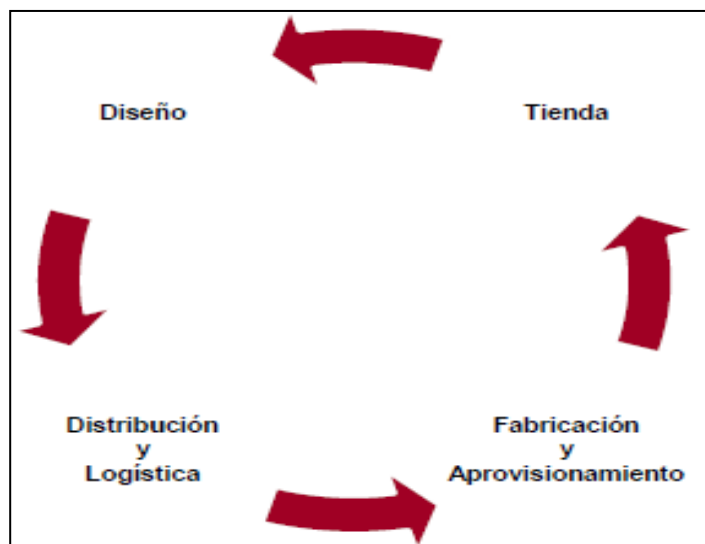 Diseño
Tienda
Distribución
y
Logística
Fabricación
y
Aprovisionamiento